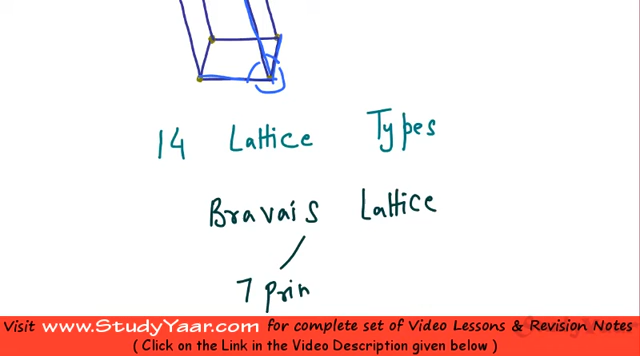 14 Lattice Types
Bravais Lattice
7 prin
Visit www.StudyYaar.com for complete set of Video Lessons & Revision Notes
( Click on the Link in the Video Description given below )